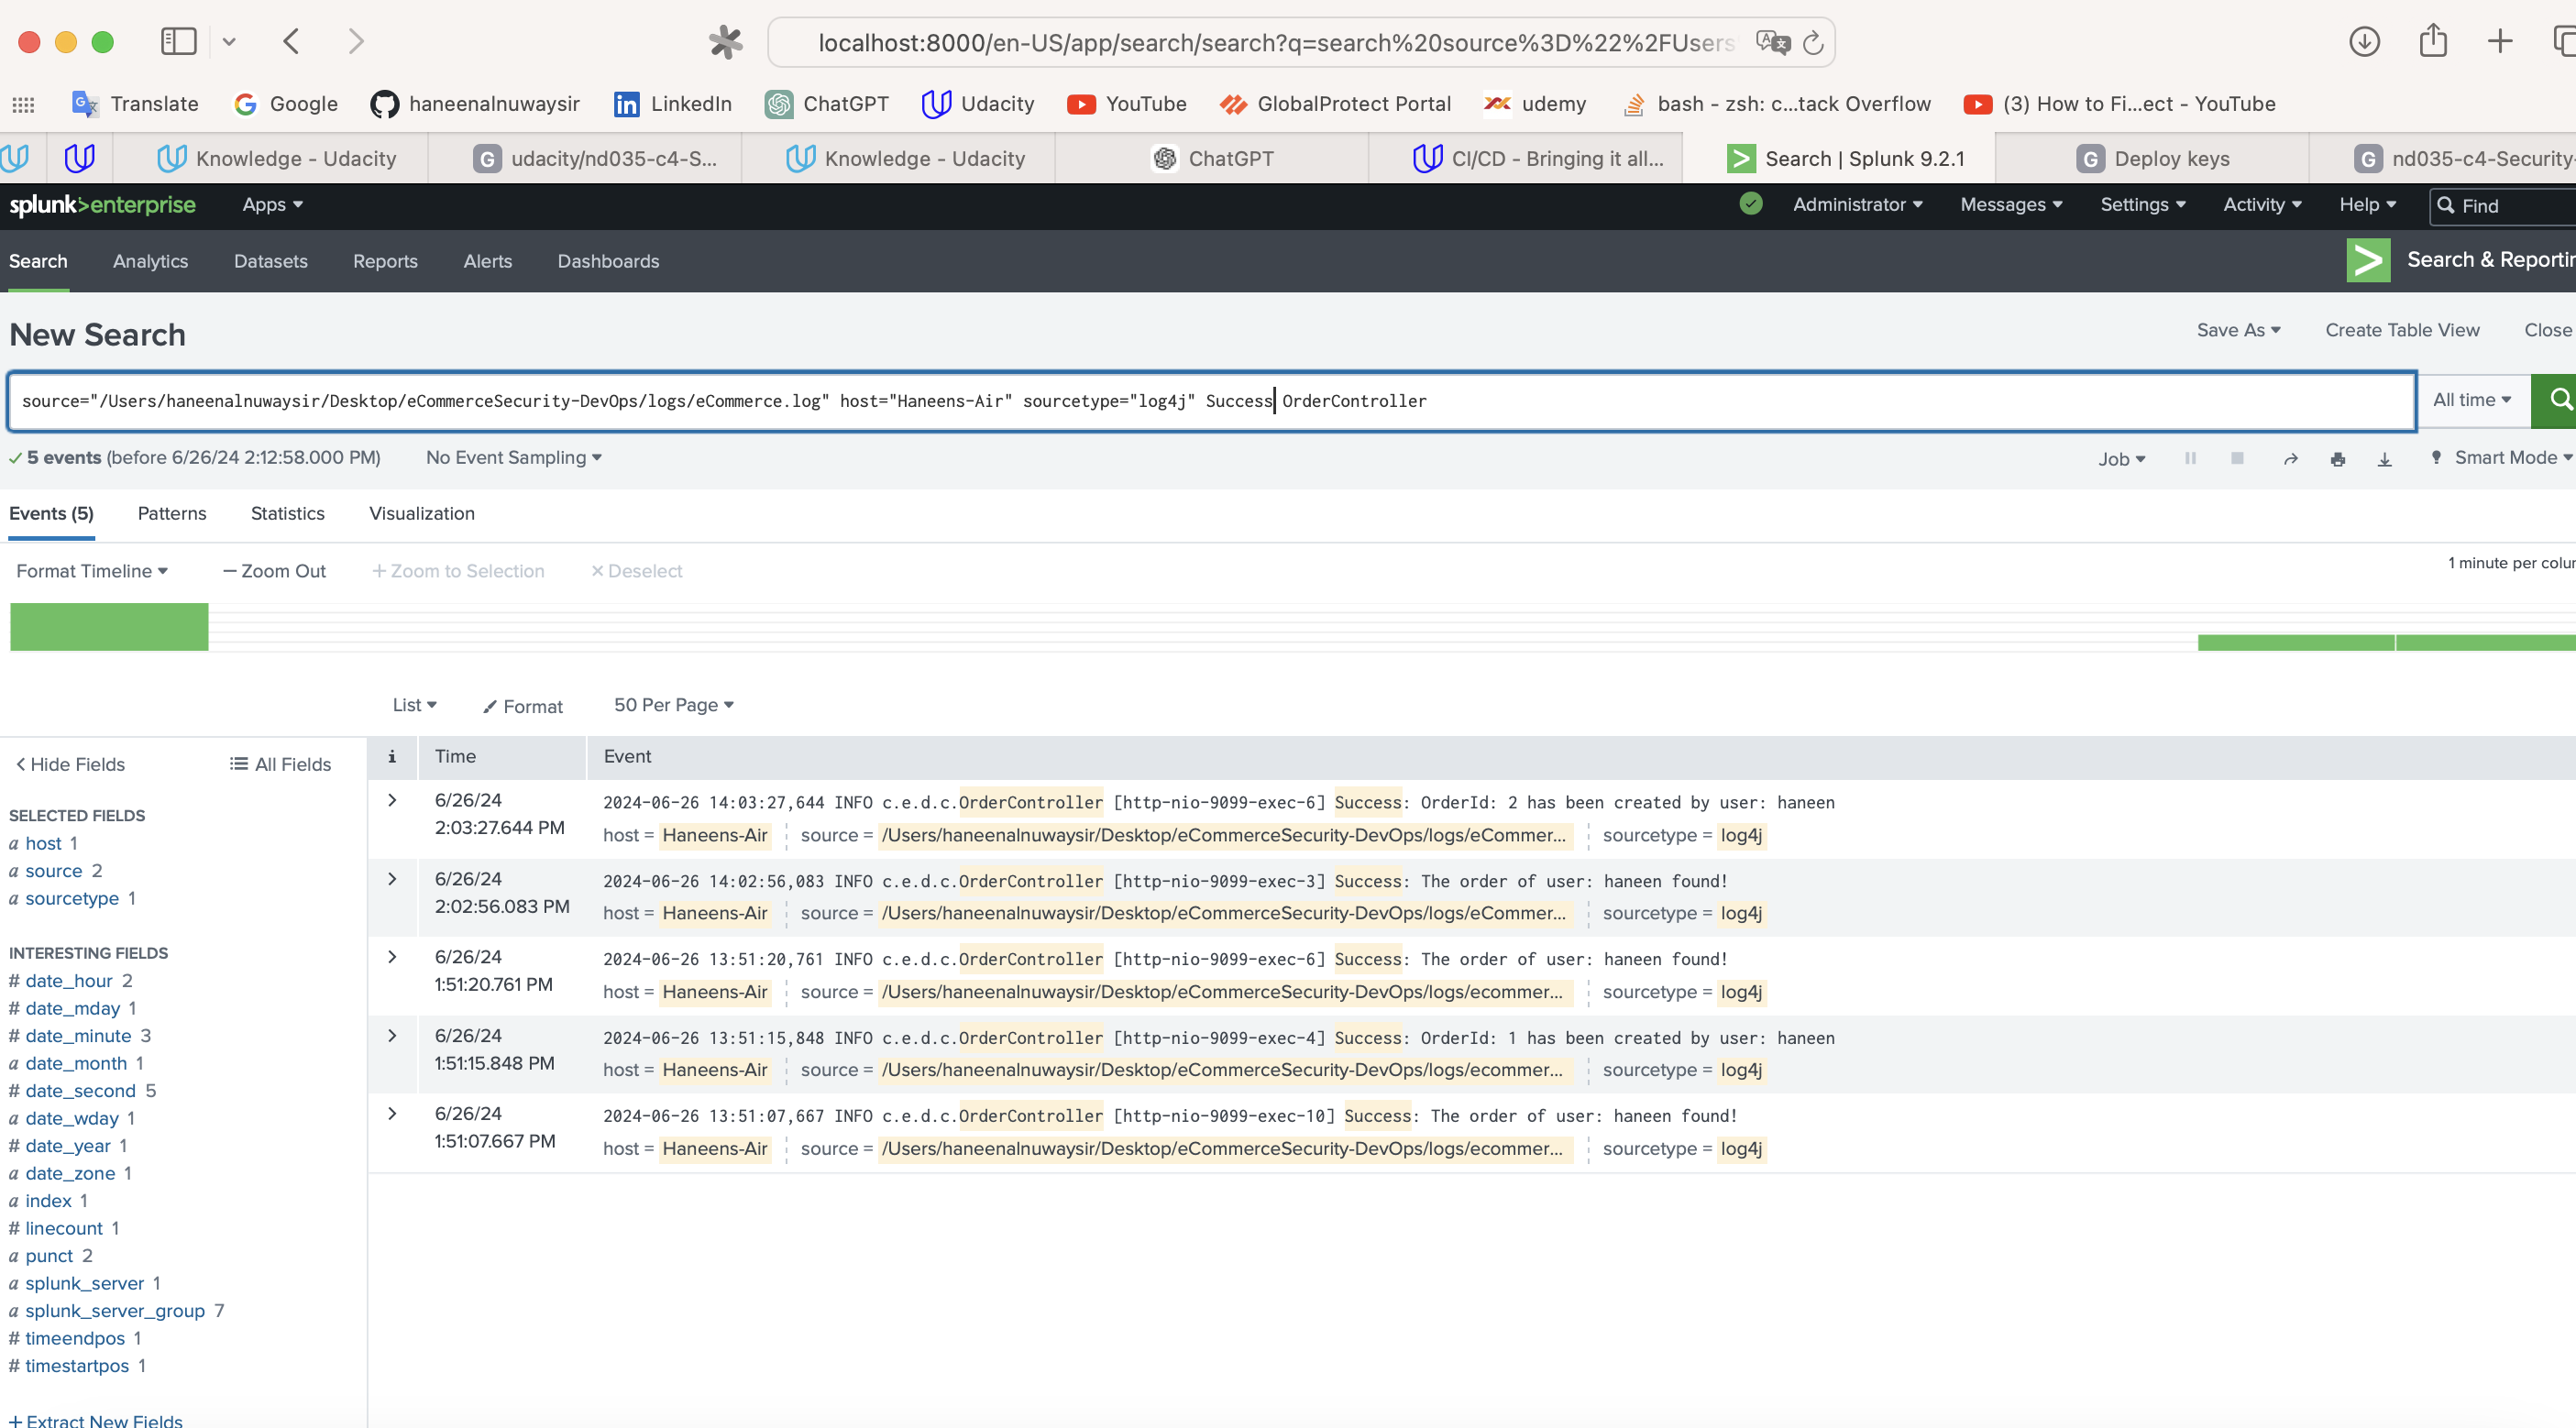 localhost:8000/en-US/app/search/search?q=search%20source%3D%22%2FUsers
Translate Google haneenalnuwaysir LinkedIn ChatGPT Udacity YouTube GlobalProtect Portal udemy bash - zsh: c...tack Overflow (3) How to Fi...ect - YouTube
Knowledge - Udacity udacity/nd035-c4-S... Knowledge - Udacity ChatGPT CI/CD - Bringing it all... Search | Splunk 9.2.1 Deploy keys nd035-c4-Security
splunk>enterprise Apps Administrator Messages Settings Activity Help Find
Search Analytics Datasets Reports Alerts Dashboards > Search & Reportin
New Search Save As Create Table View Close
source="/Users/haneenalnuwaysir/Desktop/eCommerceSecurity-DevOps/logs/eCommerce.log" host="Haneens-Air" sourcetype="log4j" Success OrderController All time
5 events (before 6/26/24 2:12:58.000 PM) No Event Sampling Job Smart Mode
Events (5) Patterns Statistics Visualization
Format Timeline — Zoom Out + Zoom to Selection × Deselect 1 minute per colum
List Format 50 Per Page
< Hide Fields All Fields
SELECTED FIELDS
a host 1
a source 2
a sourcetype 1
INTERESTING FIELDS
# date_hour 2
# date_mday 1
# date_minute 3
a date_month 1
# date_second 5
a date_wday 1
# date_year 1
a date_zone 1
a index 1
# linecount 1
a punct 2
a splunk_server 1
a splunk_server_group 7
# timeendpos 1
# timestartpos 1
+ Extract New Fields
i Time Event
6/26/24
2:03:27.644 PM
2024-06-26 14:03:27,644 INFO c.e.d.c.OrderController [http-nio-9099-exec-6] Success: OrderId: 2 has been created by user: haneen
host = Haneens-Air source = /Users/haneenalnuwaysir/Desktop/eCommerceSecurity-DevOps/logs/eCommer... sourcetype = log4j
6/26/24
2:02:56.083 PM
2024-06-26 14:02:56,083 INFO c.e.d.c.OrderController [http-nio-9099-exec-3] Success: The order of user: haneen found!
host = Haneens-Air source = /Users/haneenalnuwaysir/Desktop/eCommerceSecurity-DevOps/logs/eCommer... sourcetype = log4j
6/26/24
1:51:20.761 PM
2024-06-26 13:51:20,761 INFO c.e.d.c.OrderController [http-nio-9099-exec-6] Success: The order of user: haneen found!
host = Haneens-Air source = /Users/haneenalnuwaysir/Desktop/eCommerceSecurity-DevOps/logs/ecommer... sourcetype = log4j
6/26/24
1:51:15.848 PM
2024-06-26 13:51:15,848 INFO c.e.d.c.OrderController [http-nio-9099-exec-4] Success: OrderId: 1 has been created by user: haneen
host = Haneens-Air source = /Users/haneenalnuwaysir/Desktop/eCommerceSecurity-DevOps/logs/ecommer... sourcetype = log4j
6/26/24
1:51:07.667 PM
2024-06-26 13:51:07,667 INFO c.e.d.c.OrderController [http-nio-9099-exec-10] Success: The order of user: haneen found!
host = Haneens-Air source = /Users/haneenalnuwaysir/Desktop/eCommerceSecurity-DevOps/logs/ecommer... sourcetype = log4j